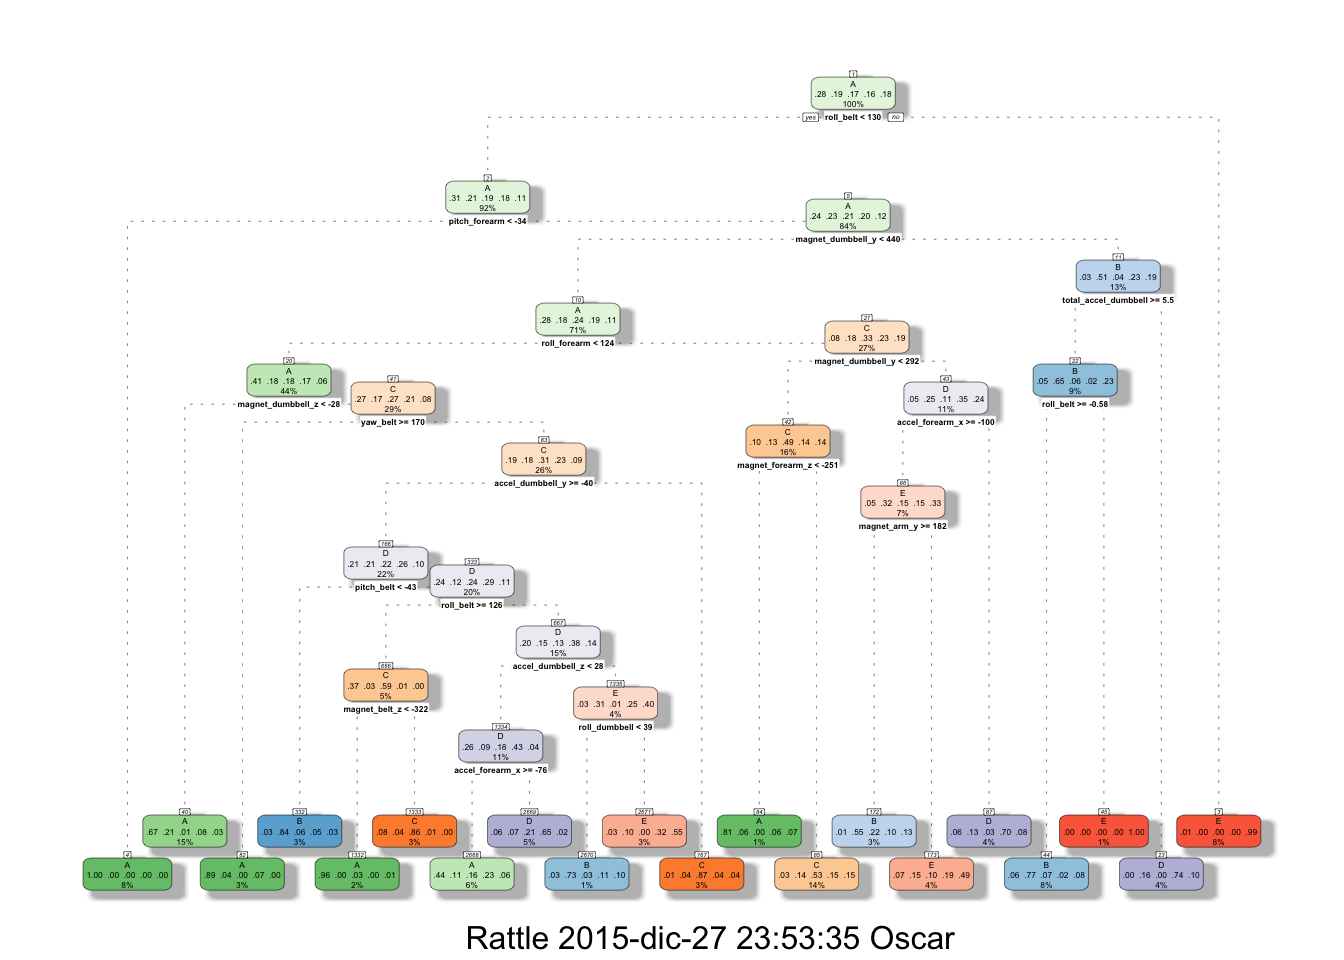 1
A
.28 .19 .17 .16 .18
100%
yes roll_belt < 130 no
2
A
.31 .21 .19 .18 .11
92%
pitch_forearm < -34
5
A
.24 .23 .21 .20 .12
84%
magnet_dumbbell_y < 440
11
B
.03 .51 .04 .23 .19
13%
total_accel_dumbbell >= 5.5
10
A
.28 .18 .24 .19 .11
71%
roll_forearm < 124
21
C
.08 .18 .33 .23 .19
27%
magnet_dumbbell_y < 292
20
A
.41 .18 .18 .17 .06
44%
magnet_dumbbell_z < -28
41
C
.27 .17 .27 .21 .08
29%
yaw_belt >= 170
43
D
.05 .25 .11 .35 .24
11%
accel_forearm_x >= -100
22
B
.05 .65 .06 .02 .23
9%
roll_belt >= -0.58
83
C
.19 .18 .31 .23 .09
26%
accel_dumbbell_y >= -40
42
C
.10 .13 .49 .14 .14
16%
magnet_forearm_z < -251
86
E
.05 .32 .15 .15 .33
7%
magnet_arm_y >= 182
166
D
.21 .21 .22 .26 .10
22%
pitch_belt < -43
333
D
.24 .12 .24 .29 .11
20%
roll_belt >= 126
667
D
.20 .15 .13 .38 .14
15%
accel_dumbbell_z < 28
666
C
.37 .03 .59 .01 .00
5%
magnet_belt_z < -322
1335
E
.03 .31 .01 .25 .40
4%
roll_dumbbell < 39
1334
D
.26 .09 .18 .43 .04
11%
accel_forearm_x >= -76
4
A
1.00 .00 .00 .00 .00
8%
40
A
.67 .21 .01 .08 .03
15%
82
A
.89 .04 .00 .07 .00
3%
332
B
.03 .84 .06 .05 .03
3%
1332
A
.96 .00 .03 .00 .01
2%
1333
C
.08 .04 .86 .01 .00
3%
2668
A
.44 .11 .16 .23 .06
6%
2669
D
.06 .07 .21 .65 .02
5%
2670
B
.03 .73 .03 .11 .10
1%
2671
E
.03 .10 .00 .32 .55
3%
167
C
.01 .04 .87 .04 .04
3%
84
A
.81 .06 .00 .06 .07
1%
85
C
.03 .14 .53 .15 .15
14%
172
B
.01 .55 .22 .10 .13
3%
173
E
.07 .15 .10 .19 .49
4%
87
D
.06 .13 .03 .70 .08
4%
44
B
.06 .77 .07 .02 .08
8%
45
E
.00 .00 .00 .00 1.00
1%
23
D
.00 .16 .00 .74 .10
4%
3
E
.01 .00 .00 .00 .99
8%
Rattle 2015-dic-27 23:53:35 Oscar